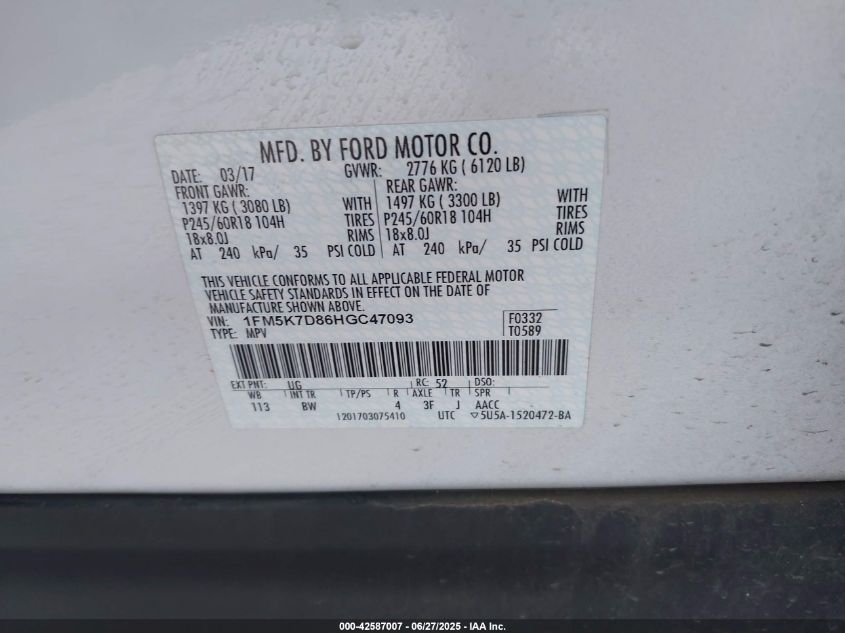 MFD. BY FORD MOTOR CO.
DATE: 03/17 GVWR: 2776 KG ( 6120 LB)
FRONT GAWR: REAR GAWR:
1397 KG ( 3080 LB) WITH 1497 KG ( 3300 LB) WITH
P245/60R18 104H TIRES P245/60R18 104H TIRES
18x8.0J RIMS 18x8.0J RIMS
AT 240 kPa/ 35 PSI COLD AT 240 kPa/ 35 PSI COLD
THIS VEHICLE CONFORMS TO ALL APPLICABLE FEDERAL MOTOR
VEHICLE SAFETY STANDARDS IN EFFECT ON THE DATE OF
MANUFACTURE SHOWN ABOVE.
VIN: 1FM5K7D86HGC47093 F0332
TYPE: MPV T0589
EXT PNT: UG RC: 52 DSO:
WB INT TR TP/PS R AXLE TR SPR
113 BW 4 3F J AACC
1201703075410 UTC ▽5U5A-1520472-BA
000-42587007 - 06/27/2025 - IAA Inc.